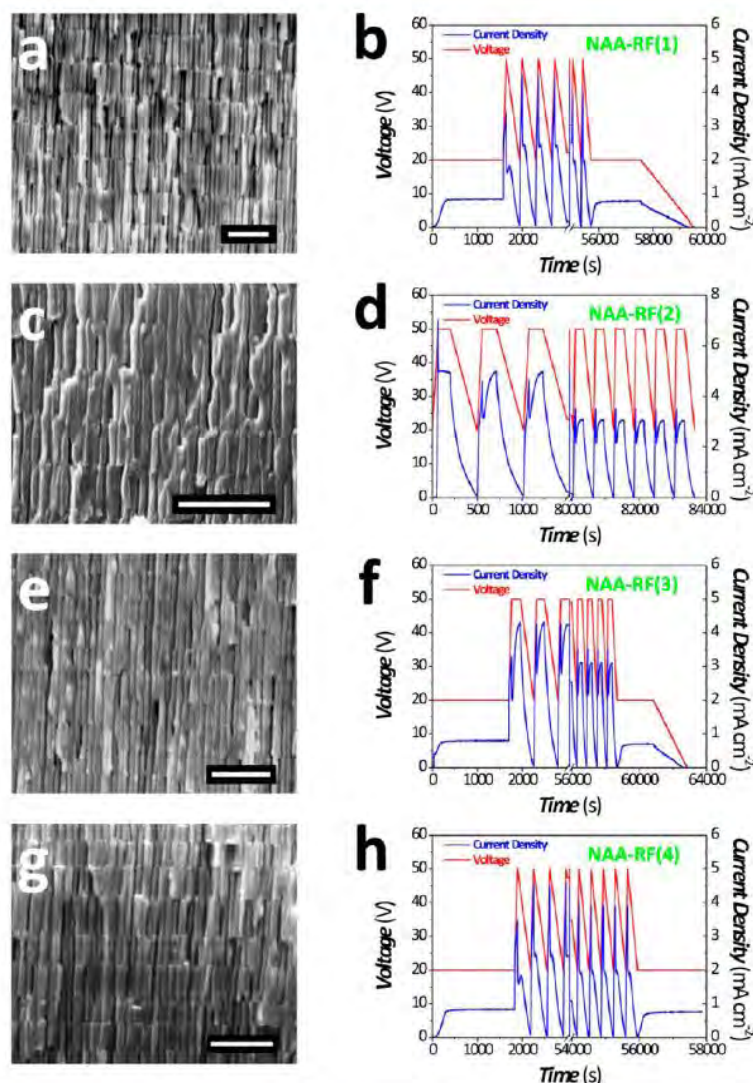 a
b
60
50
40
30
20
10
0
Voltage (V)
Current Density
Voltage
NAA-RF(1)
6
5
4
3
2
1
0
Current Density (mA cm-2)
0 1000 2000 56000 58000 60000
Time (s)
c
d
60
50
40
30
20
10
0
Voltage (V)
Current Density
Voltage
NAA-RF(2)
8
7
6
5
4
3
2
1
0
Current Density (mA cm-2)
0 500 1000 80000 82000 84000
Time (s)
e
f
60
50
40
30
20
10
0
Voltage (V)
Current Density
Voltage
NAA-RF(3)
6
5
4
3
2
1
0
Current Density (mA cm-2)
0 1000 2000 56000 60000 64000
Time (s)
g
h
60
50
40
30
20
10
0
Voltage (V)
Current Density
Voltage
NAA-RF(4)
6
5
4
3
2
1
0
Current Density (mA cm-2)
0 1000 2000 54000 56000 58000
Time (s)